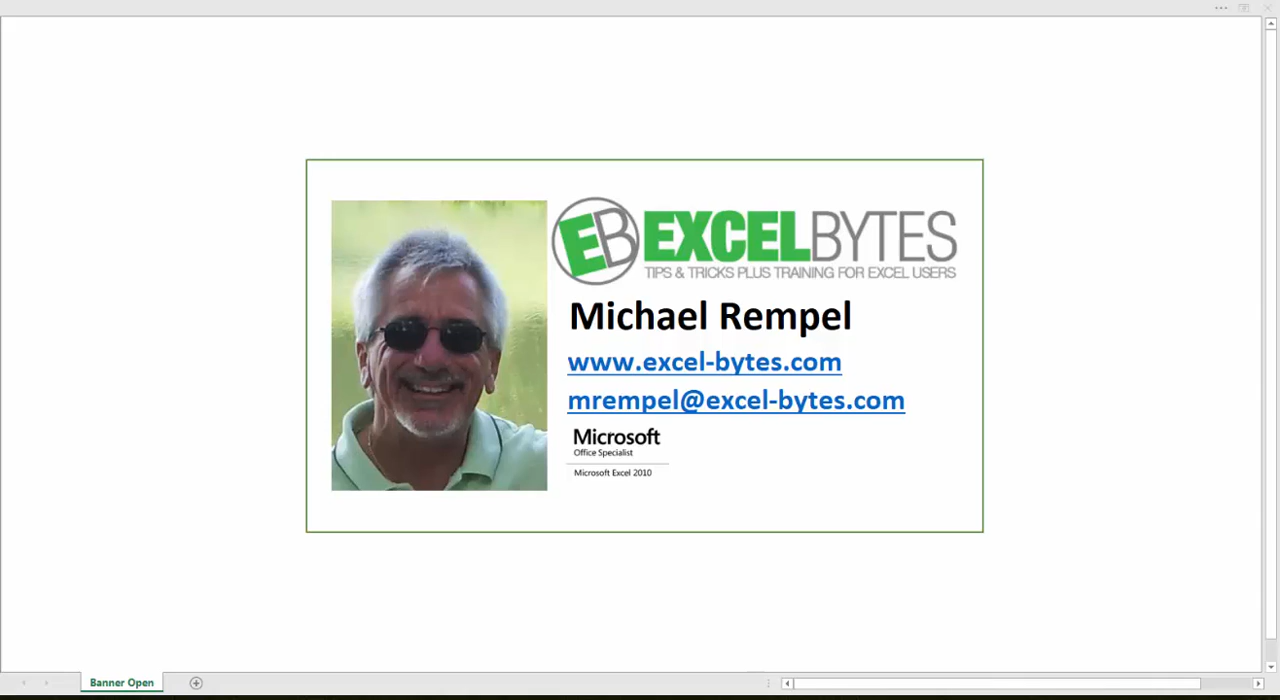 EB EXCELBYTES
TIPS & TRICKS PLUS TRAINING FOR EXCEL USERS
Michael Rempel
www.excel-bytes.com
mrempel@excel-bytes.com
Microsoft
Office Specialist
Microsoft Excel 2010
Banner Open